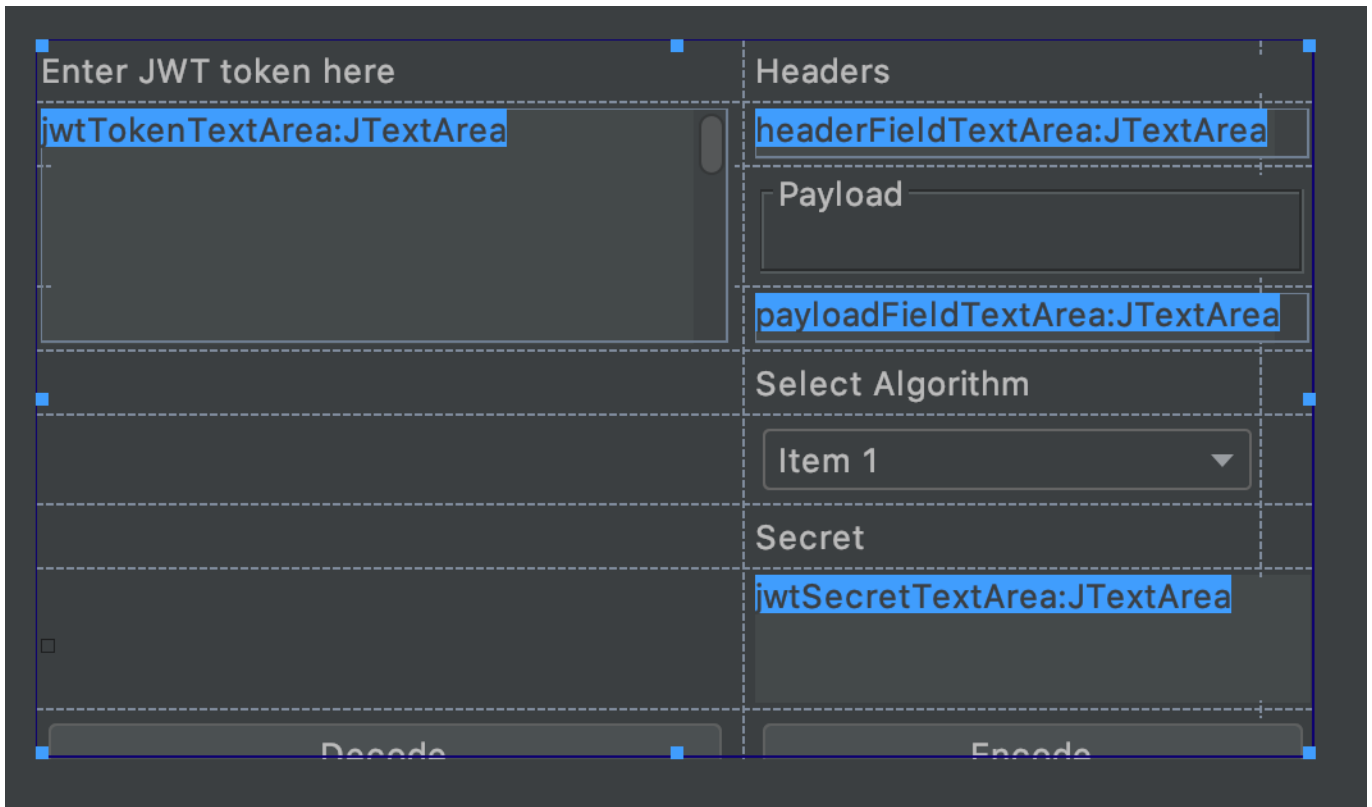 Enter JWT token here
jwtTokenTextArea:JTextArea
Headers
headerFieldTextArea:JTextArea
Payload
payloadFieldTextArea:JTextArea
Select Algorithm
Item 1
Secret
jwtSecretTextArea:JTextArea
Decode
Encode